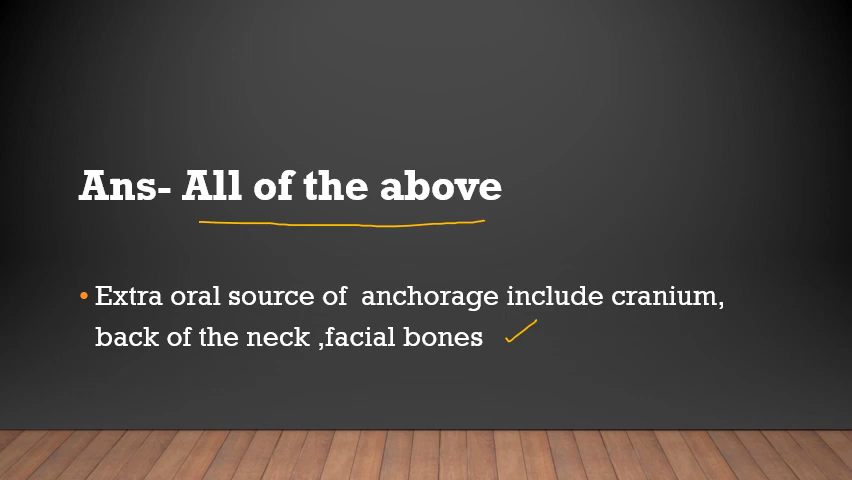 Ans- All of the above
• Extra oral source of  anchorage include cranium,
back of the neck ,facial bones